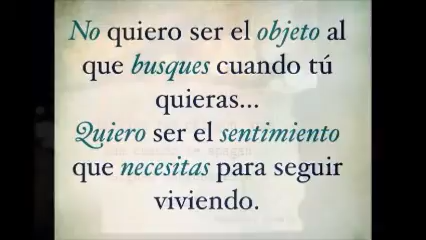 No quiero ser el objeto al
que busques cuando tú
quieras...
Quiero ser el sentimiento
que necesitas para seguir
viviendo.